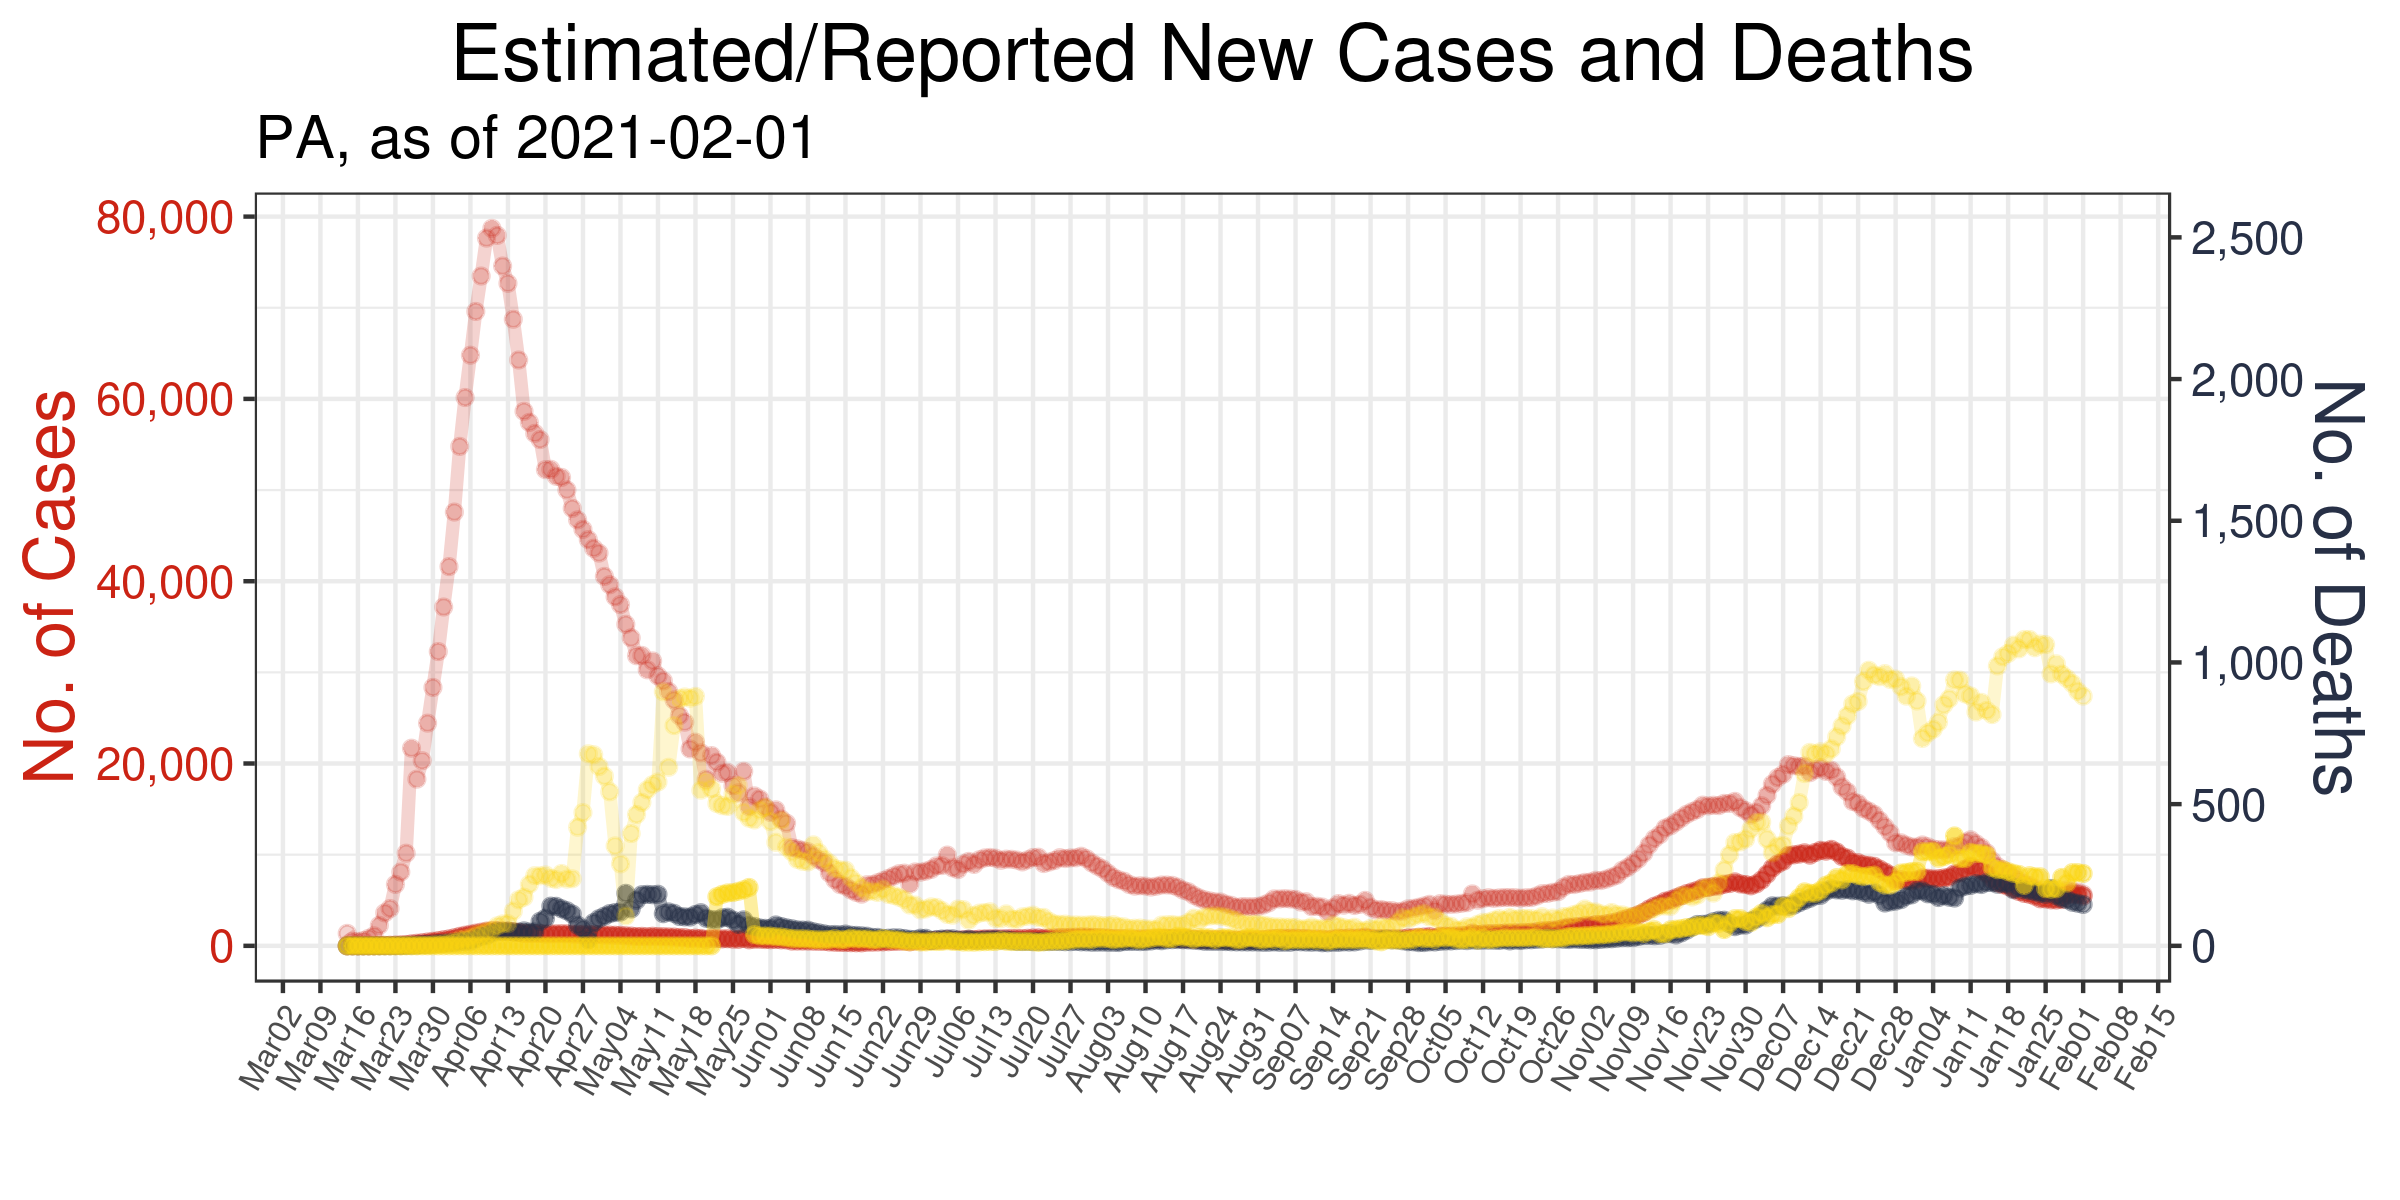 Estimated/Reported New Cases and Deaths
PA, as of 2021-02-01
No. of Cases
80,000
60,000
40,000
20,000
0
2,500
2,000
1,500
1,000
500
0
No. of Deaths
Mar02
Mar09
Mar16
Mar23
Mar30
Apr06
Apr13
Apr20
Apr27
May04
May11
May18
May25
Jun01
Jun08
Jun15
Jun22
Jun29
Jul06
Jul13
Jul20
Jul27
Aug03
Aug10
Aug17
Aug24
Aug31
Sep07
Sep14
Sep21
Sep28
Oct05
Oct12
Oct19
Oct26
Nov02
Nov09
Nov16
Nov23
Nov30
Dec07
Dec14
Dec21
Dec28
Jan04
Jan11
Jan18
Jan25
Feb01
Feb08
Feb15